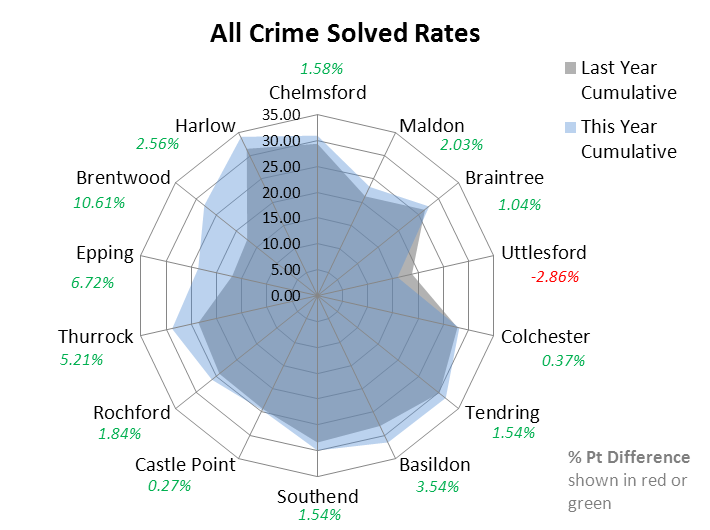 All Crime Solved Rates
1.58%
Chelmsford
Last Year
Cumulative
This Year
Cumulative
Maldon
2.03%
Braintree
1.04%
Uttlesford
-2.86%
Colchester
0.37%
Tendring
1.54%
Basildon
3.54%
Southend
1.54%
Castle Point
0.27%
Rochford
1.84%
Thurrock
5.21%
Epping
6.72%
Brentwood
10.61%
Harlow
2.56%
35.00
30.00
25.00
20.00
15.00
10.00
5.00
0.00
% Pt Difference
shown in red or
green